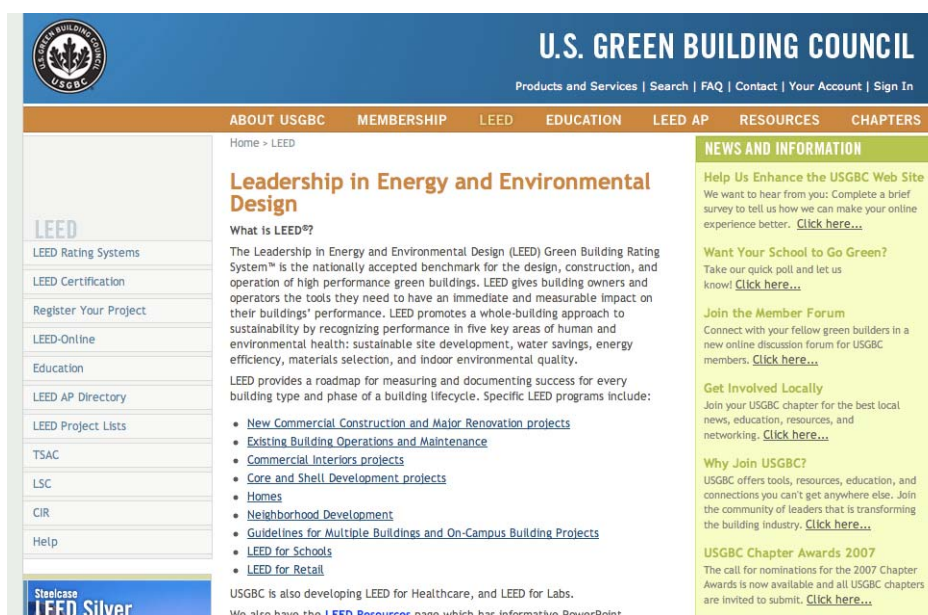 U.S. GREEN BUILDING COUNCIL
USGBC
U.S. GREEN BUILDING COUNCIL
Products and Services | Search | FAQ | Contact | Your Account | Sign In
ABOUT USGBC MEMBERSHIP LEED EDUCATION LEED AP RESOURCES CHAPTERS
Home > LEED
LEED
LEED Rating Systems
LEED Certification
Register Your Project
LEED-Online
Education
LEED AP Directory
LEED Project Lists
TSAC
LSC
CIR
Help
Steelcase
LEED Silver
Leadership in Energy and Environmental
Design
What is LEED®?
The Leadership in Energy and Environmental Design (LEED) Green Building Rating
System™ is the nationally accepted benchmark for the design, construction, and
operation of high performance green buildings. LEED gives building owners and
operators the tools they need to have an immediate and measurable impact on
their buildings' performance. LEED promotes a whole-building approach to
sustainability by recognizing performance in five key areas of human and
environmental health: sustainable site development, water savings, energy
efficiency, materials selection, and indoor environmental quality.
LEED provides a roadmap for measuring and documenting success for every
building type and phase of a building lifecycle. Specific LEED programs include:
• New Commercial Construction and Major Renovation projects
• Existing Building Operations and Maintenance
• Commercial Interiors projects
• Core and Shell Development projects
• Homes
• Neighborhood Development
• Guidelines for Multiple Buildings and On-Campus Building Projects
• LEED for Schools
• LEED for Retail
USGBC is also developing LEED for Healthcare, and LEED for Labs.
We also have the LEED Resources page which has informative PowerPoint
NEWS AND INFORMATION
Help Us Enhance the USGBC Web Site
We want to hear from you: Complete a brief
survey to tell us how we can make your online
experience better. Click here...
Want Your School to Go Green?
Take our quick poll and let us
know! Click here...
Join the Member Forum
Connect with your fellow green builders in a
new online discussion forum for USGBC
members. Click here...
Get Involved Locally
Join your USGBC chapter for the best local
news, education, resources, and
networking. Click here...
Why Join USGBC?
USGBC offers tools, resources, education, and
connections you can't get anywhere else. Join
the community of leaders that is transforming
the building industry. Click here...
USGBC Chapter Awards 2007
The call for nominations for the 2007 Chapter
Awards is now available and all USGBC chapters
are invited to submit. Click here...